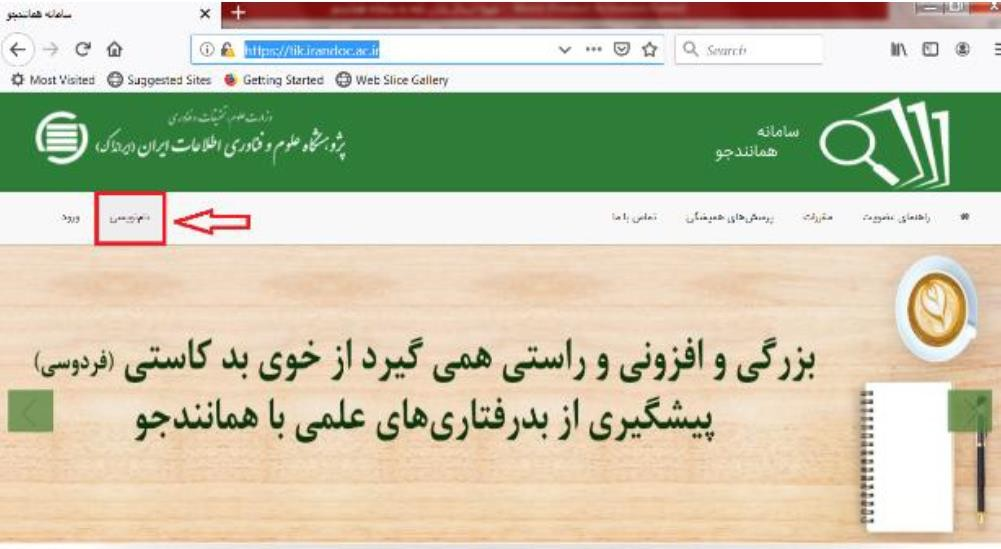 سامانه همانندجو
https://tik.irandoc.ac.ir
Search
Most Visited Suggested Sites Getting Started Web Slice Gallery
وزارت علوم، تحقیقات و فناوری
پژوهشگاه علوم و فناوری اطلاعات ایران (ایرانداک)
سامانه
همانندجو
راهنمای عضویت مقررات پرسش‌های همیشگی تماس با ما نام‌نویسی ورود
بزرگی و افزونی و راستی همی گیرد از خوی بد کاستی (فردوسی)
پیشگیری از بدرفتاری‌های علمی با همانندجو